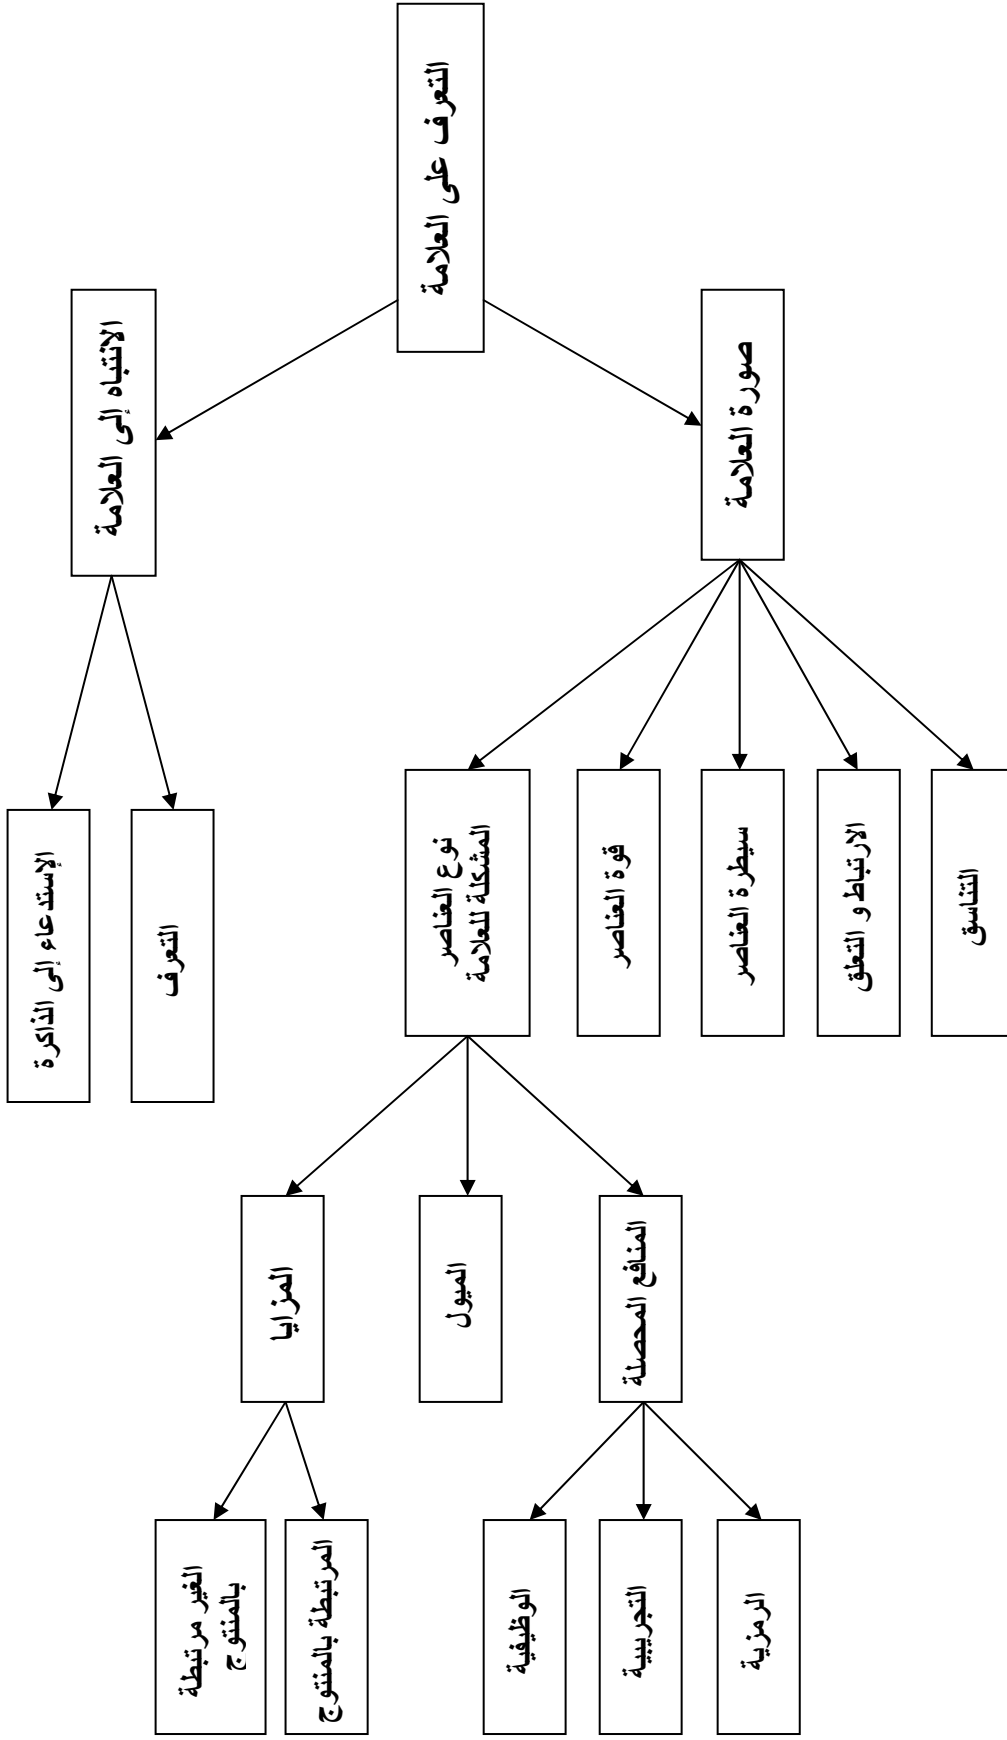 التعرف على العلامة
صورة العلامة
الانتباه إلى العلامة
التناسق
الارتباط و التعلق
سيطرة العناصر
قوة العناصر
نوع العناصر
المشكلة للعلامة
التعرف
الإستدعاء إلى الذاكرة
المنافع المحصلة
الميول
المزايا
الرمزية
التجريبية
الوظيفية
المرتبطة بالمنتوج
الغير مرتبطة
بالمنتوج